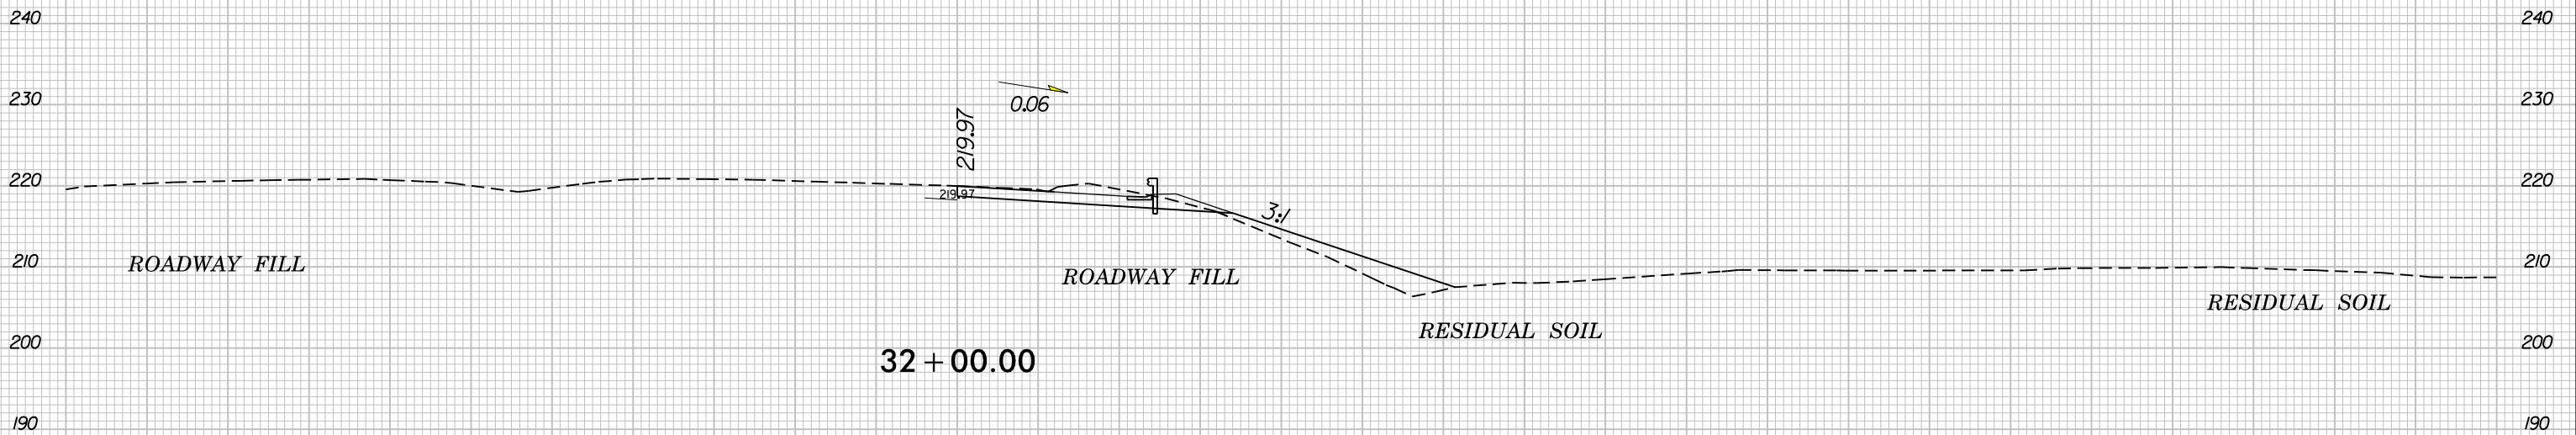 240 240
230 230
0.06
219.97
220 220
219.97
3:1
210 210
ROADWAY FILL
ROADWAY FILL
RESIDUAL SOIL
RESIDUAL SOIL
200 200
32+00.00
190 190